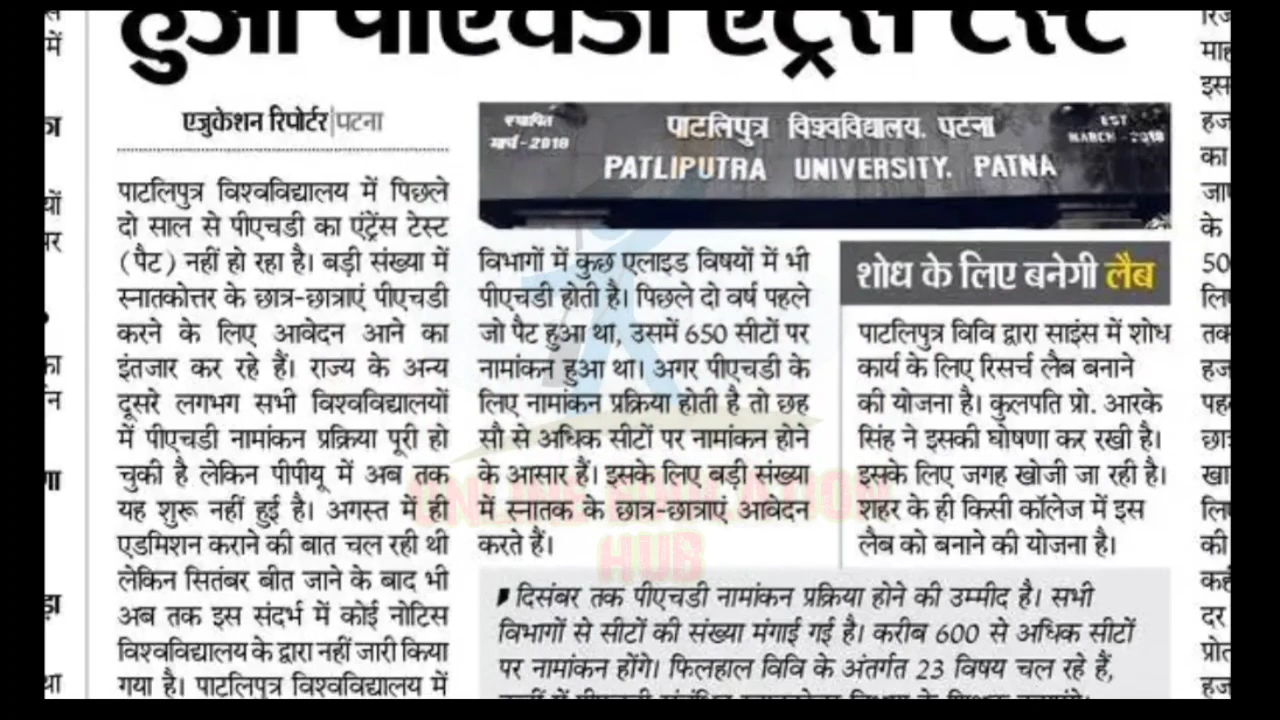 हुआ पीएचडी एंट्रेंस टेस्ट
एजुकेशन रिपोर्टर|पटना
पाटलिपुत्र विश्वविद्यालय में पिछले
दो साल से पीएचडी का एंट्रेंस टेस्ट
(पैट) नहीं हो रहा है। बड़ी संख्या में
स्नातकोत्तर के छात्र-छात्राएं पीएचडी
करने के लिए आवेदन आने का
इंतजार कर रहे हैं। राज्य के अन्य
दूसरे लगभग सभी विश्वविद्यालयों
में पीएचडी नामांकन प्रक्रिया पूरी हो
चुकी है लेकिन पीपीयू में अब तक
यह शुरू नहीं हुई है। अगस्त में ही
एडमिशन कराने की बात चल रही थी
लेकिन सितंबर बीत जाने के बाद भी
अब तक इस संदर्भ में कोई नोटिस
विश्वविद्यालय के द्वारा नहीं जारी किया
गया है। पाटलिपुत्र विश्वविद्यालय में
स्थापित
मार्च-2018
पाटलिपुत्र विश्वविद्यालय, पटना
EST
MARCH-2018
PATLIPUTRA UNIVERSITY, PATNA
विभागों में कुछ एलाइड विषयों में भी
पीएचडी होती है। पिछले दो वर्ष पहले
जो पैट हुआ था, उसमें 650 सीटों पर
नामांकन हुआ था। अगर पीएचडी के
लिए नामांकन प्रक्रिया होती है तो छह
सौ से अधिक सीटों पर नामांकन होने
के आसार हैं। इसके लिए बड़ी संख्या
में स्नातक के छात्र-छात्राएं आवेदन
करते हैं।
शोध के लिए बनेगी लैब
पाटलिपुत्र विवि द्वारा साइंस में शोध
कार्य के लिए रिसर्च लैब बनाने
की योजना है। कुलपति प्रो. आरके
सिंह ने इसकी घोषणा कर रखी है।
इसके लिए जगह खोजी जा रही है।
शहर के ही किसी कॉलेज में इस
लैब को बनाने की योजना है।
दिसंबर तक पीएचडी नामांकन प्रक्रिया होने की उम्मीद है। सभी
विभागों से सीटों की संख्या मंगाई गई है। करीब 600 से अधिक सीटों
पर नामांकन होंगे। फिलहाल विवि के अंतर्गत 23 विषय चल रहे हैं,
ONLINE EDUCATION
HUB